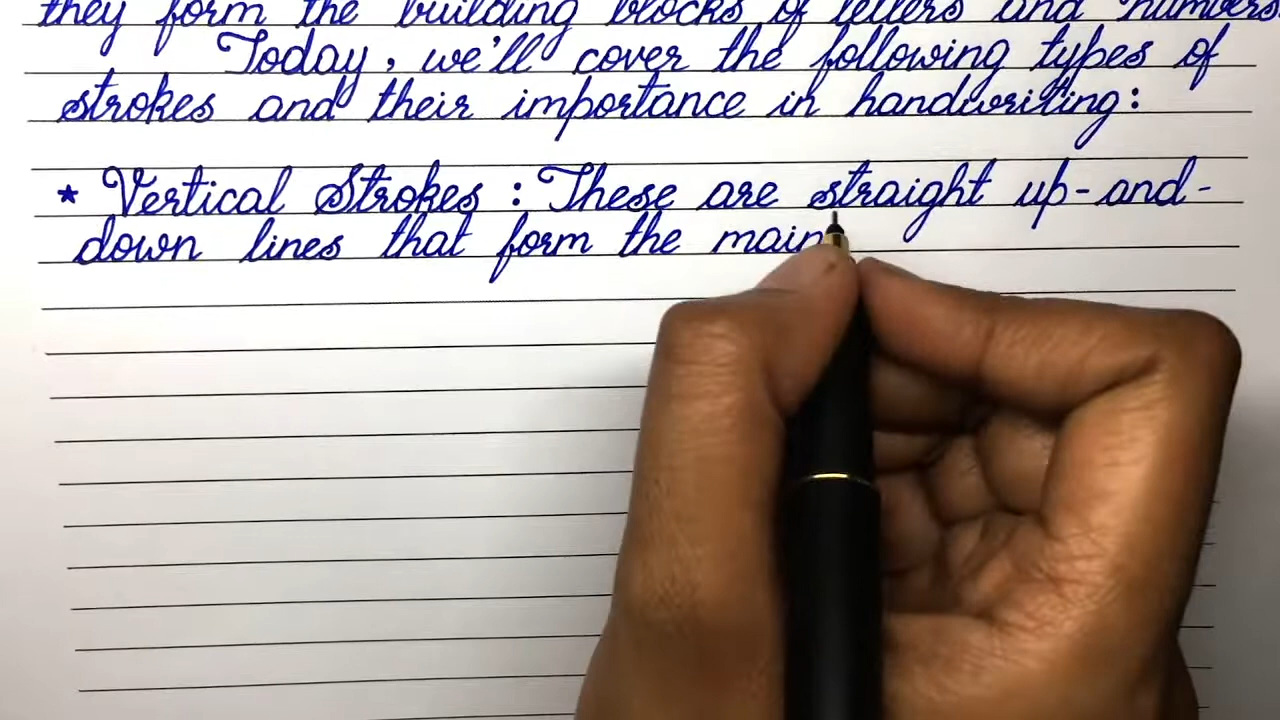 they form the building blocks of letters and numbers
Today, we'll cover the following types of
strokes and their importance in handwriting:
* Vertical Strokes : These are straight up-and-
down lines that form the main